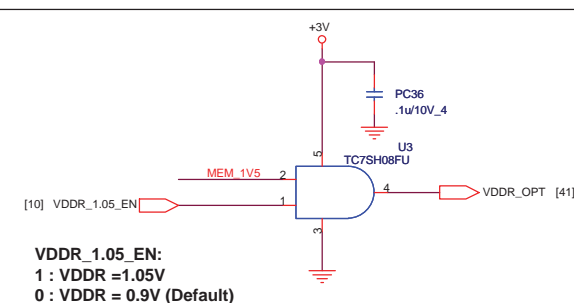 +3V
PC36
.1u/10V_4
U3
TC7SH08FU
5
MEM_1V5 2
4 VDDR_OPT [41]
[10] VDDR_1.05_EN 1
3
VDDR_1.05_EN:
1 : VDDR =1.05V
0 : VDDR = 0.9V (Default)